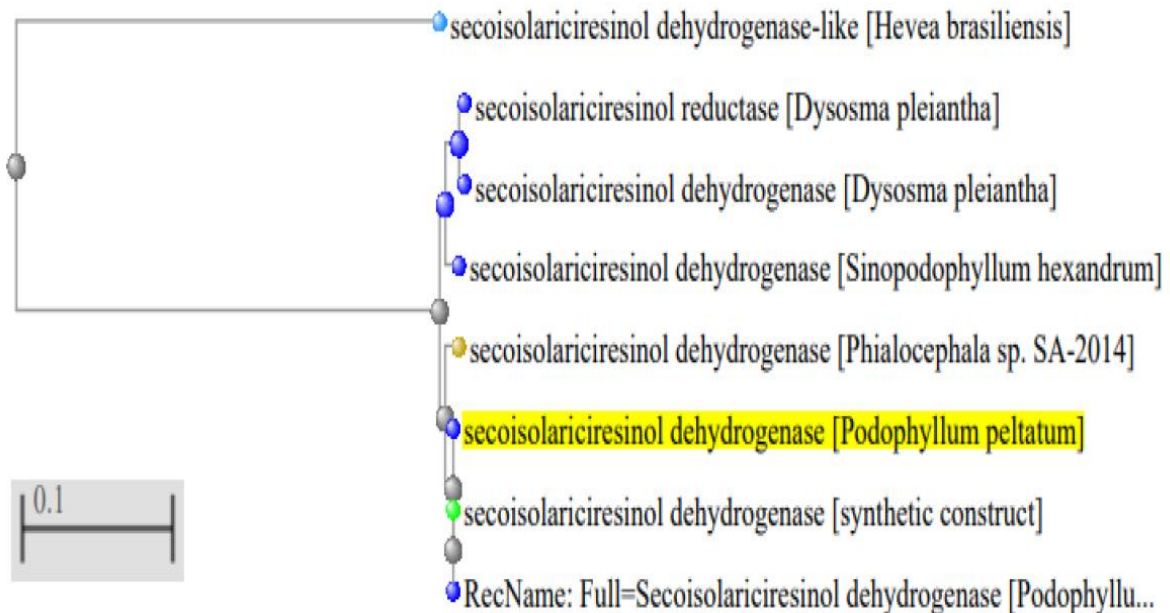 secoisolariciresinol dehydrogenase-like [Hevea brasiliensis]
secoisolariciresinol reductase [Dysosma pleiantha]
secoisolariciresinol dehydrogenase [Dysosma pleiantha]
secoisolariciresinol dehydrogenase [Sinopodophyllum hexandrum]
secoisolariciresinol dehydrogenase [Phialocephala sp. SA-2014]
secoisolariciresinol dehydrogenase [Podophyllum peltatum]
0.1
secoisolariciresinol dehydrogenase [synthetic construct]
RecName: Full=Secoisolariciresinol dehydrogenase [Podophyllu...